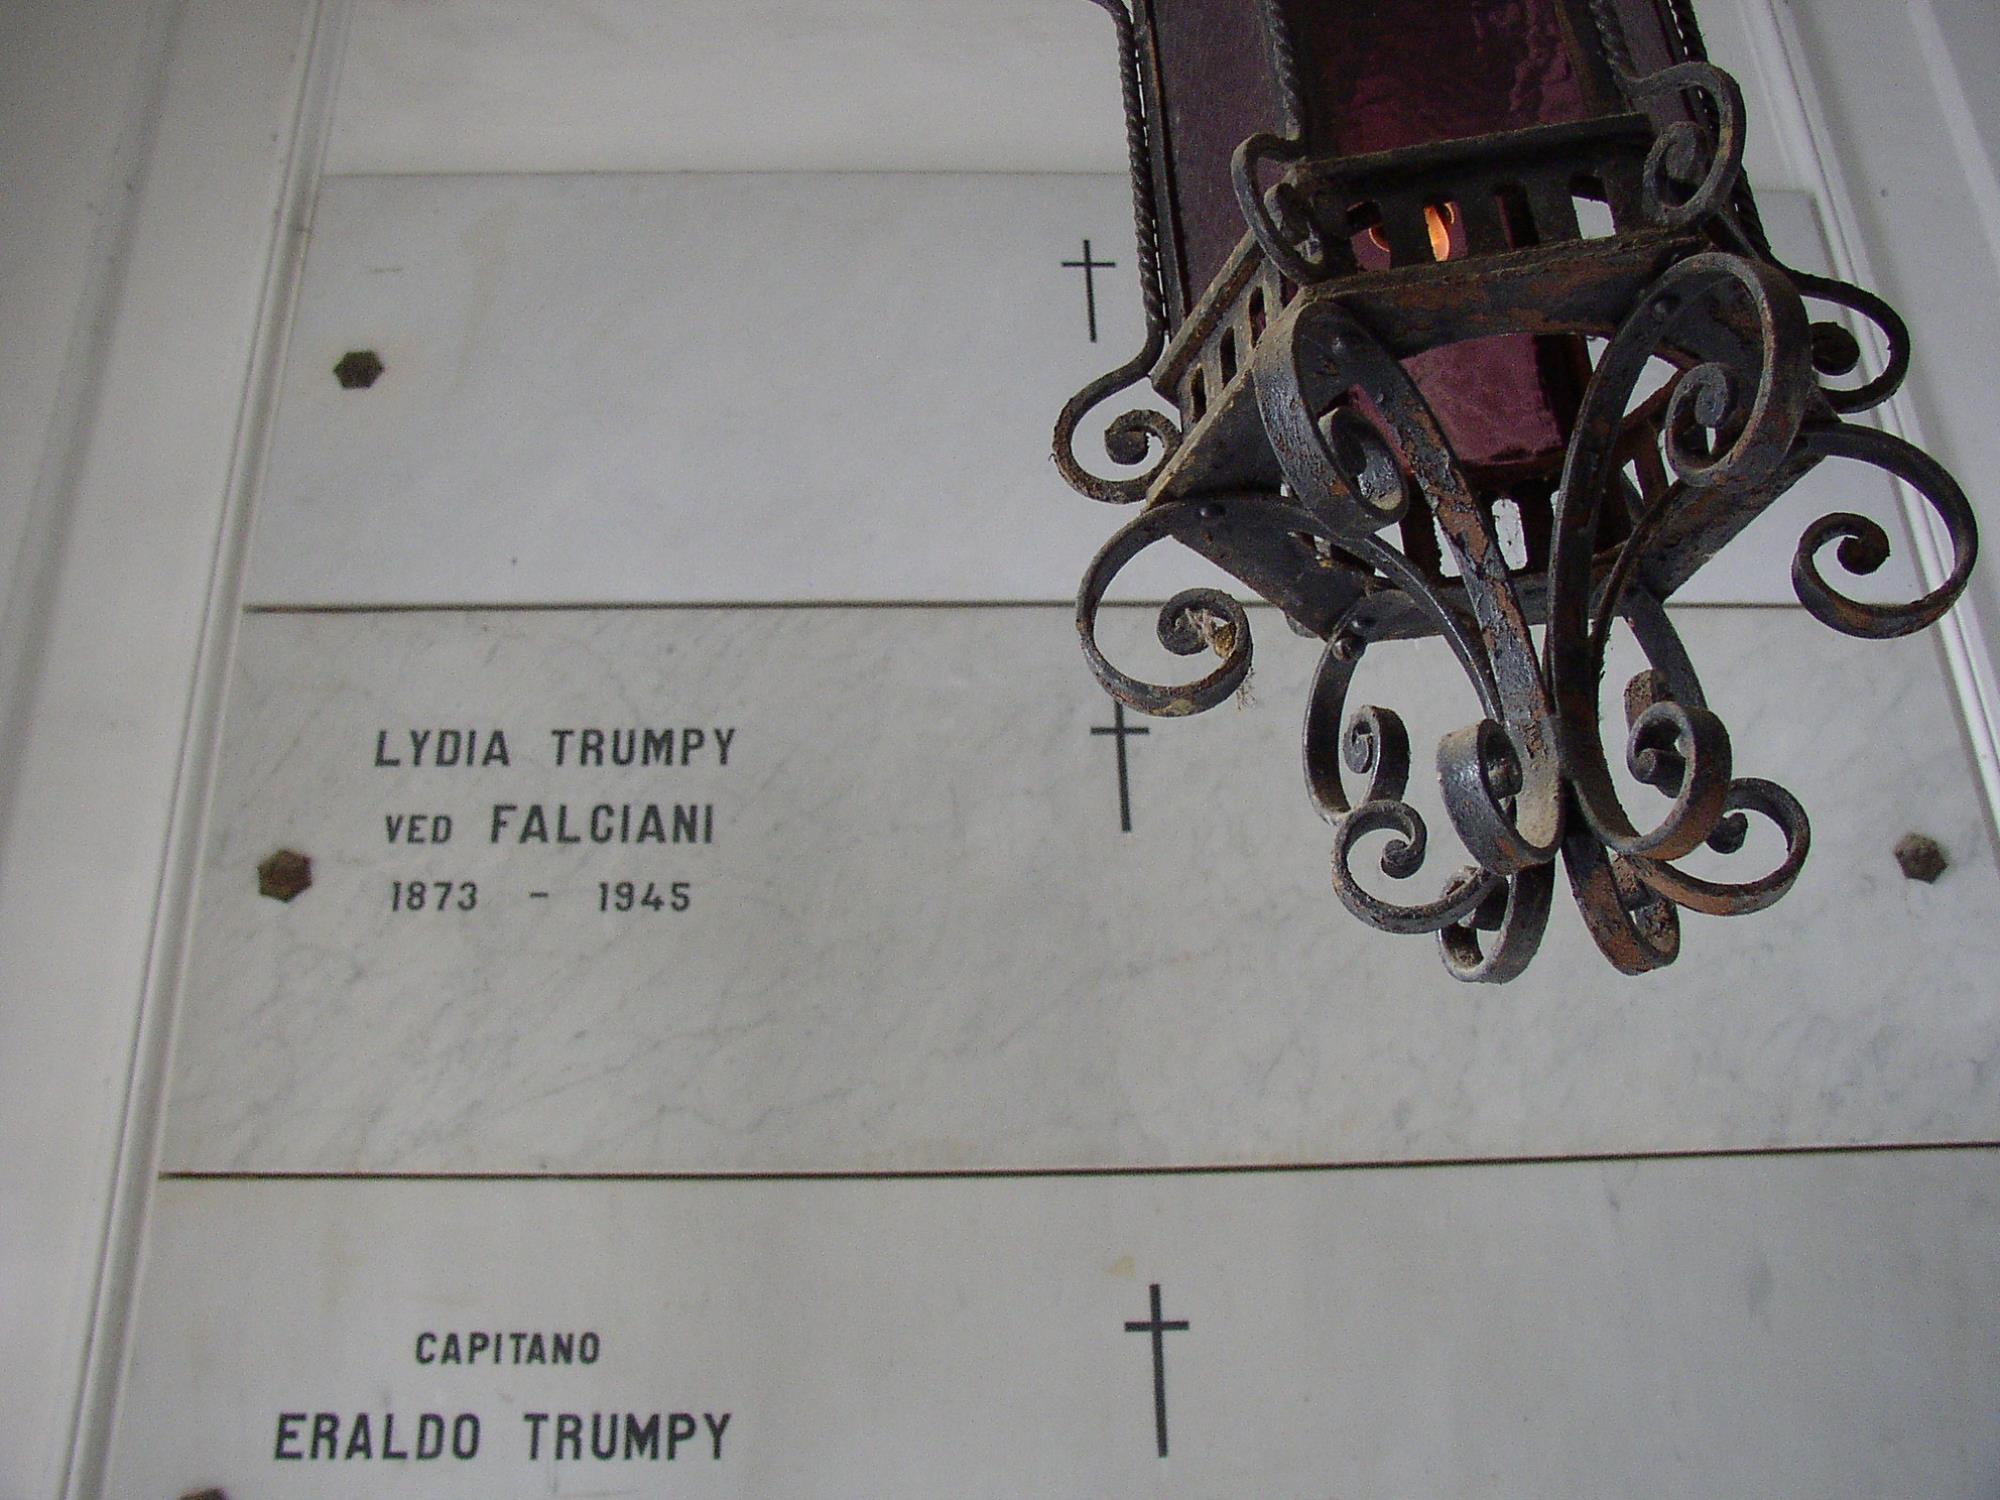 LYDIA TRUMPY
VED FALCIANI
1873 - 1945
CAPITANO
ERALDO TRUMPY